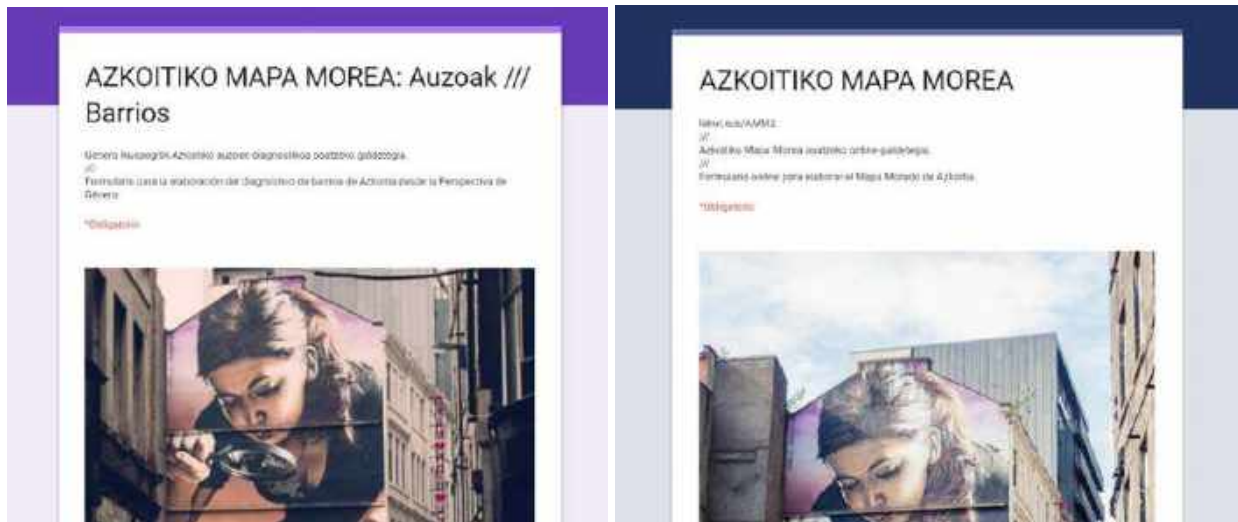 AZKOITIKO MAPA MOREA: Auzoak ///
Barrios
Genero Ikuspegitik Azkoitiko auzoen diagnostikoa osatzeko galdetegia.
///
Formulario para la elaboración del diagnóstico de barrios de Azkoitia desde la Perspectiva de
Género
*Obligatorio
AZKOITIKO MAPA MOREA
///
Azkoitiko Mapa Morea osatzeko online-galdetegia.
///
Formulario online para elaborar el Mapa Morado de Azkoitia.
*Obligatorio